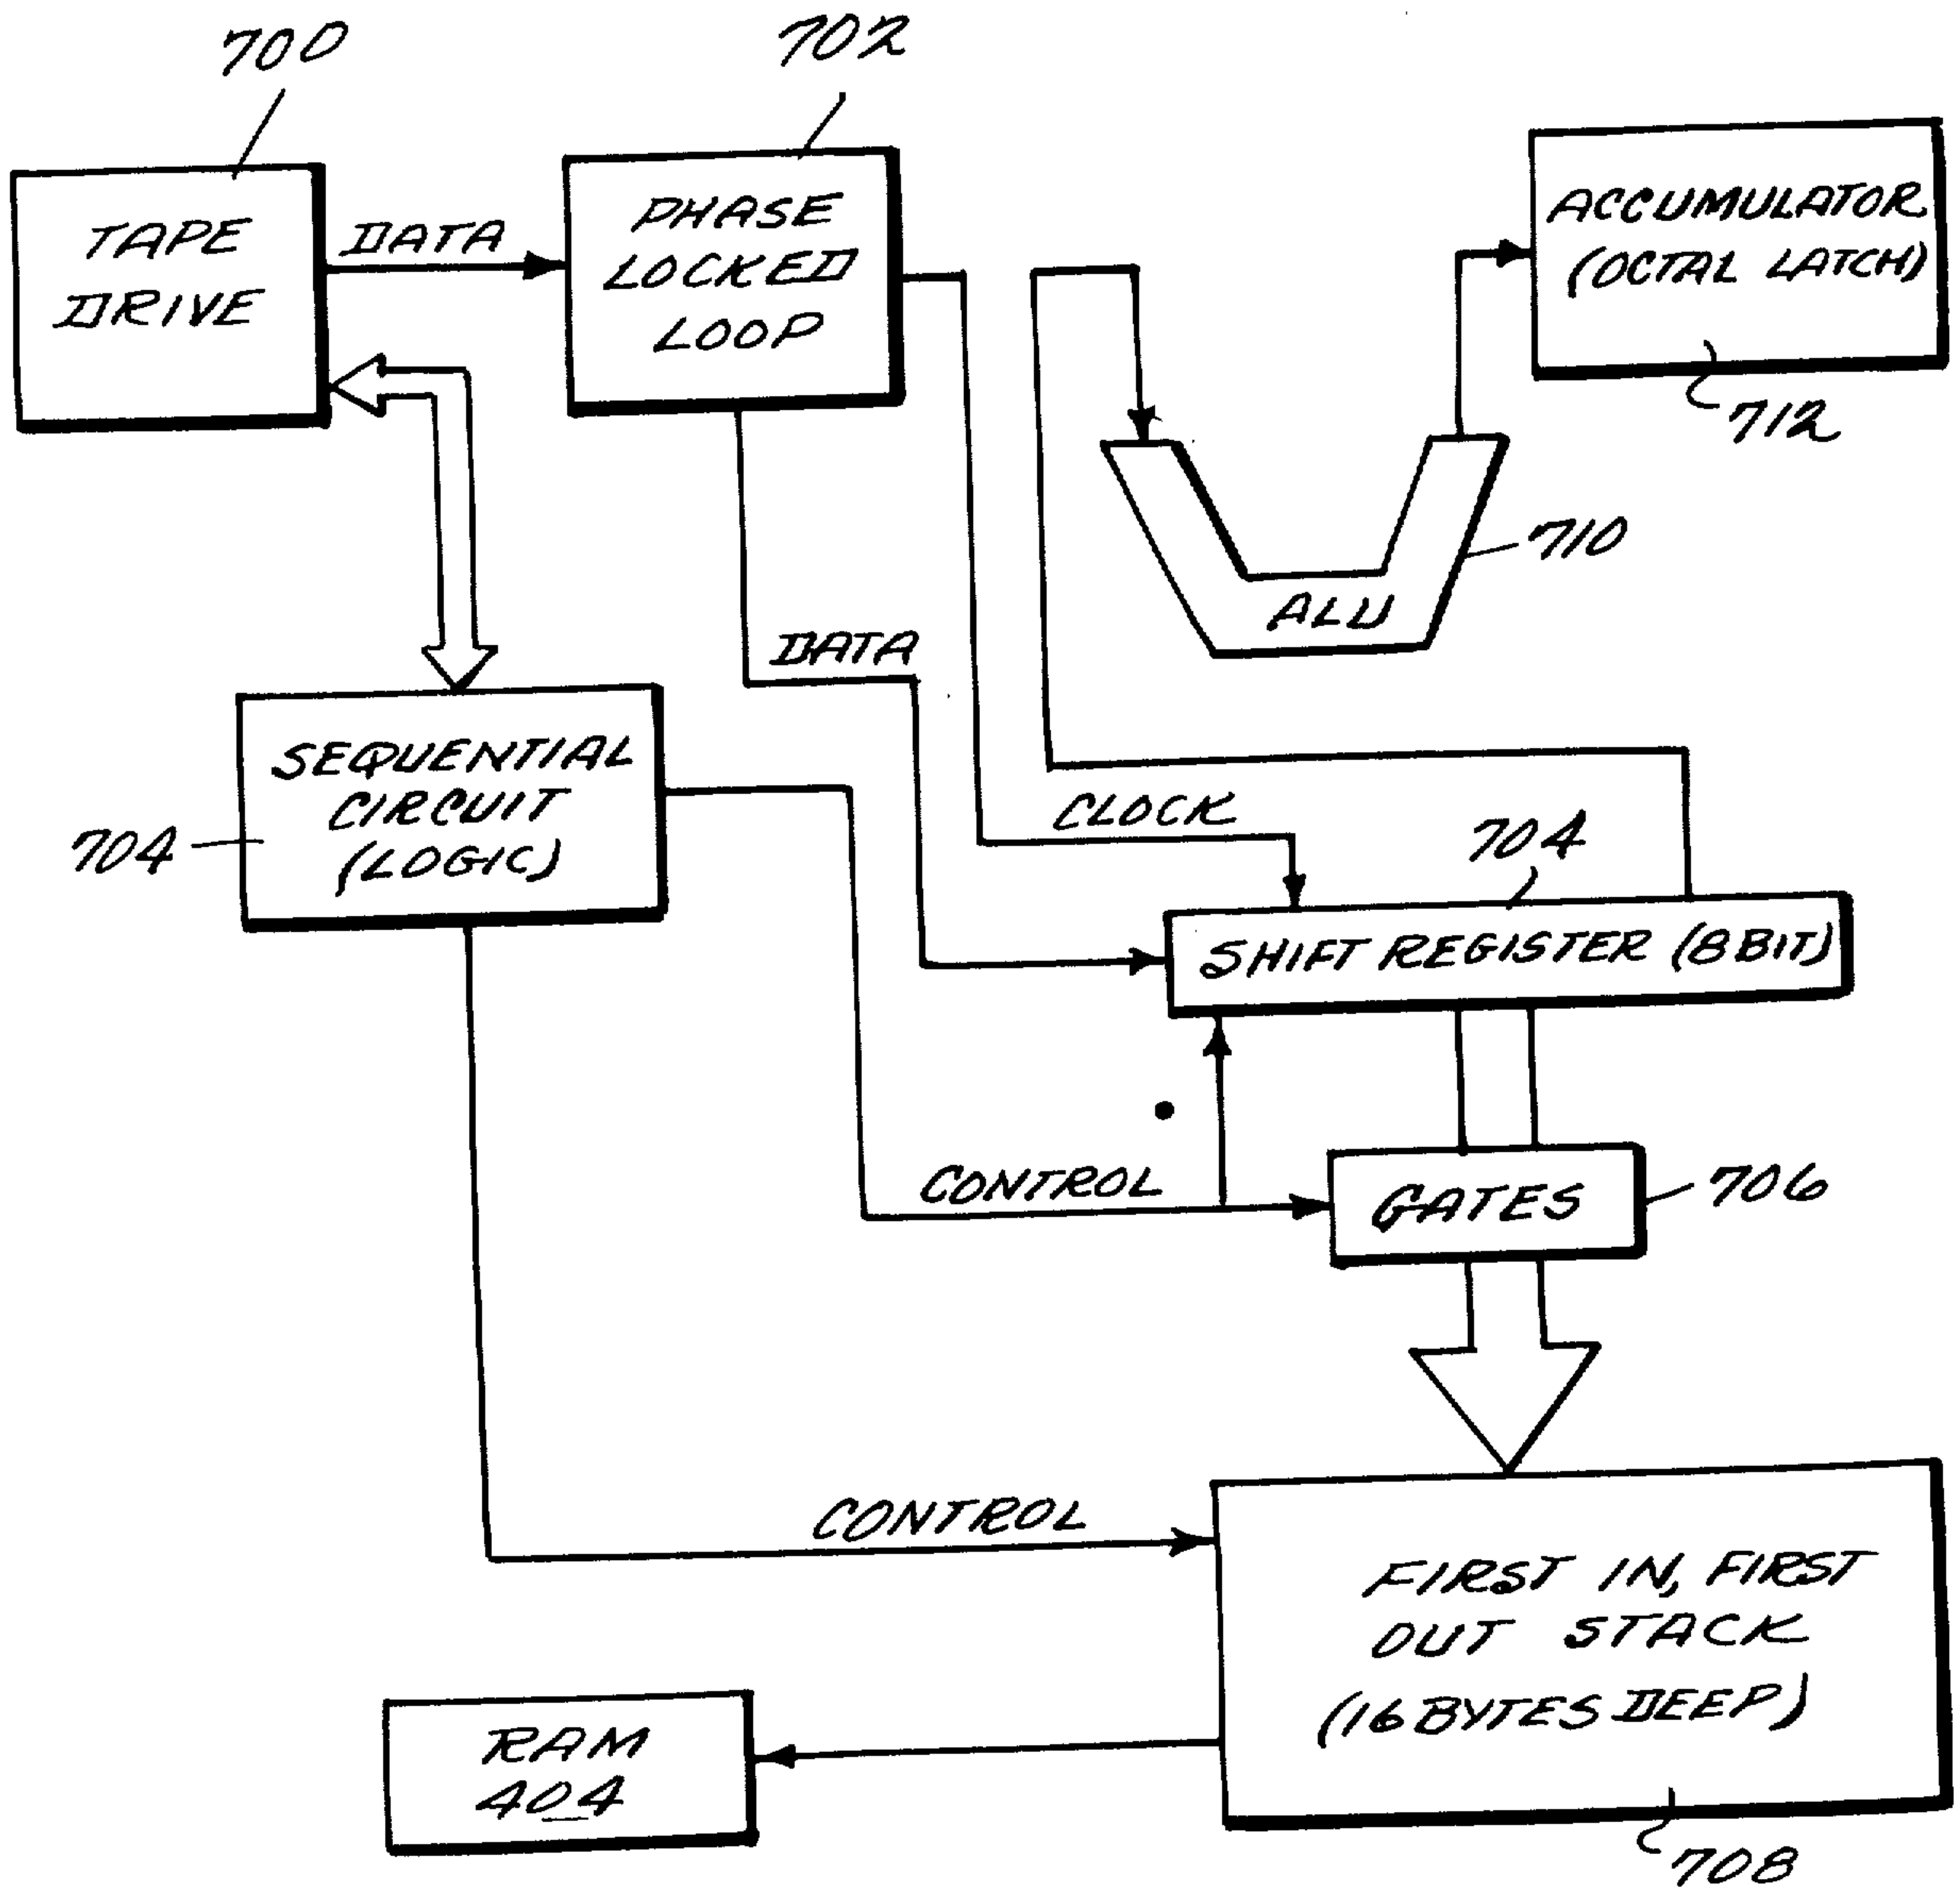 700
702
TAPE
DRIVE
DATA
PHASE
LOCKED
LOOP
ACCUMULATOR
(OCTAL LATCH)
712
710
ALU
DATA
SEQUENTIAL
CIRCUIT
(LOGIC)
704
CLOCK
704
SHIFT REGISTER (8 BIT)
CONTROL
GATES
706
CONTROL
FIRST IN, FIRST
OUT STACK
(16 BYTES DEEP)
RAM
404
708